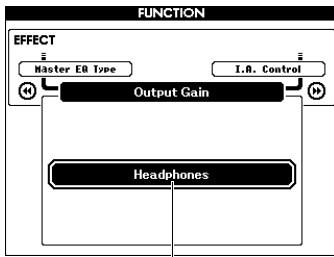 FUNCTION
EFFECT
Master EQ Type
I.A. Control
Output Gain
Headphones